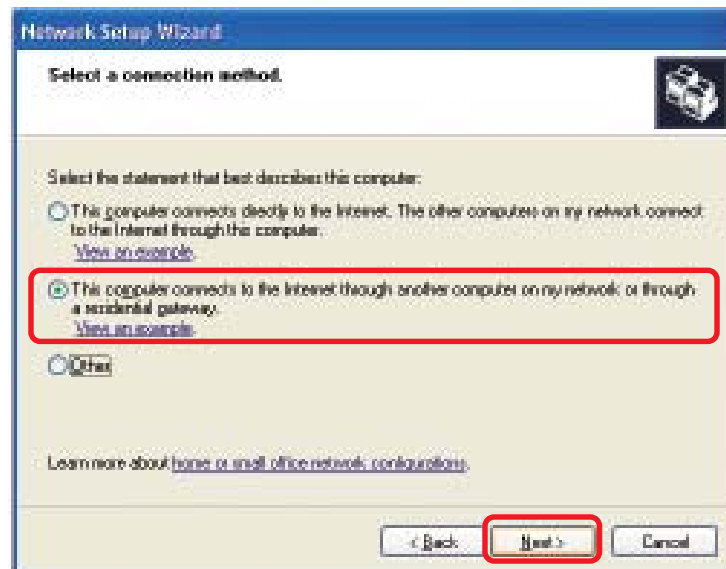 Network Setup Wizard
Select a connection method.
Select the statement that best describes this computer:
This computer connects directly to the Internet. The other computers on my network connect
to the Internet through this computer.
View an example.
This computer connects to the Internet through another computer on my network or through
a residential gateway.
View an example.
Other
Learn more about home or small office network configurations.
< Back
Next >
Cancel